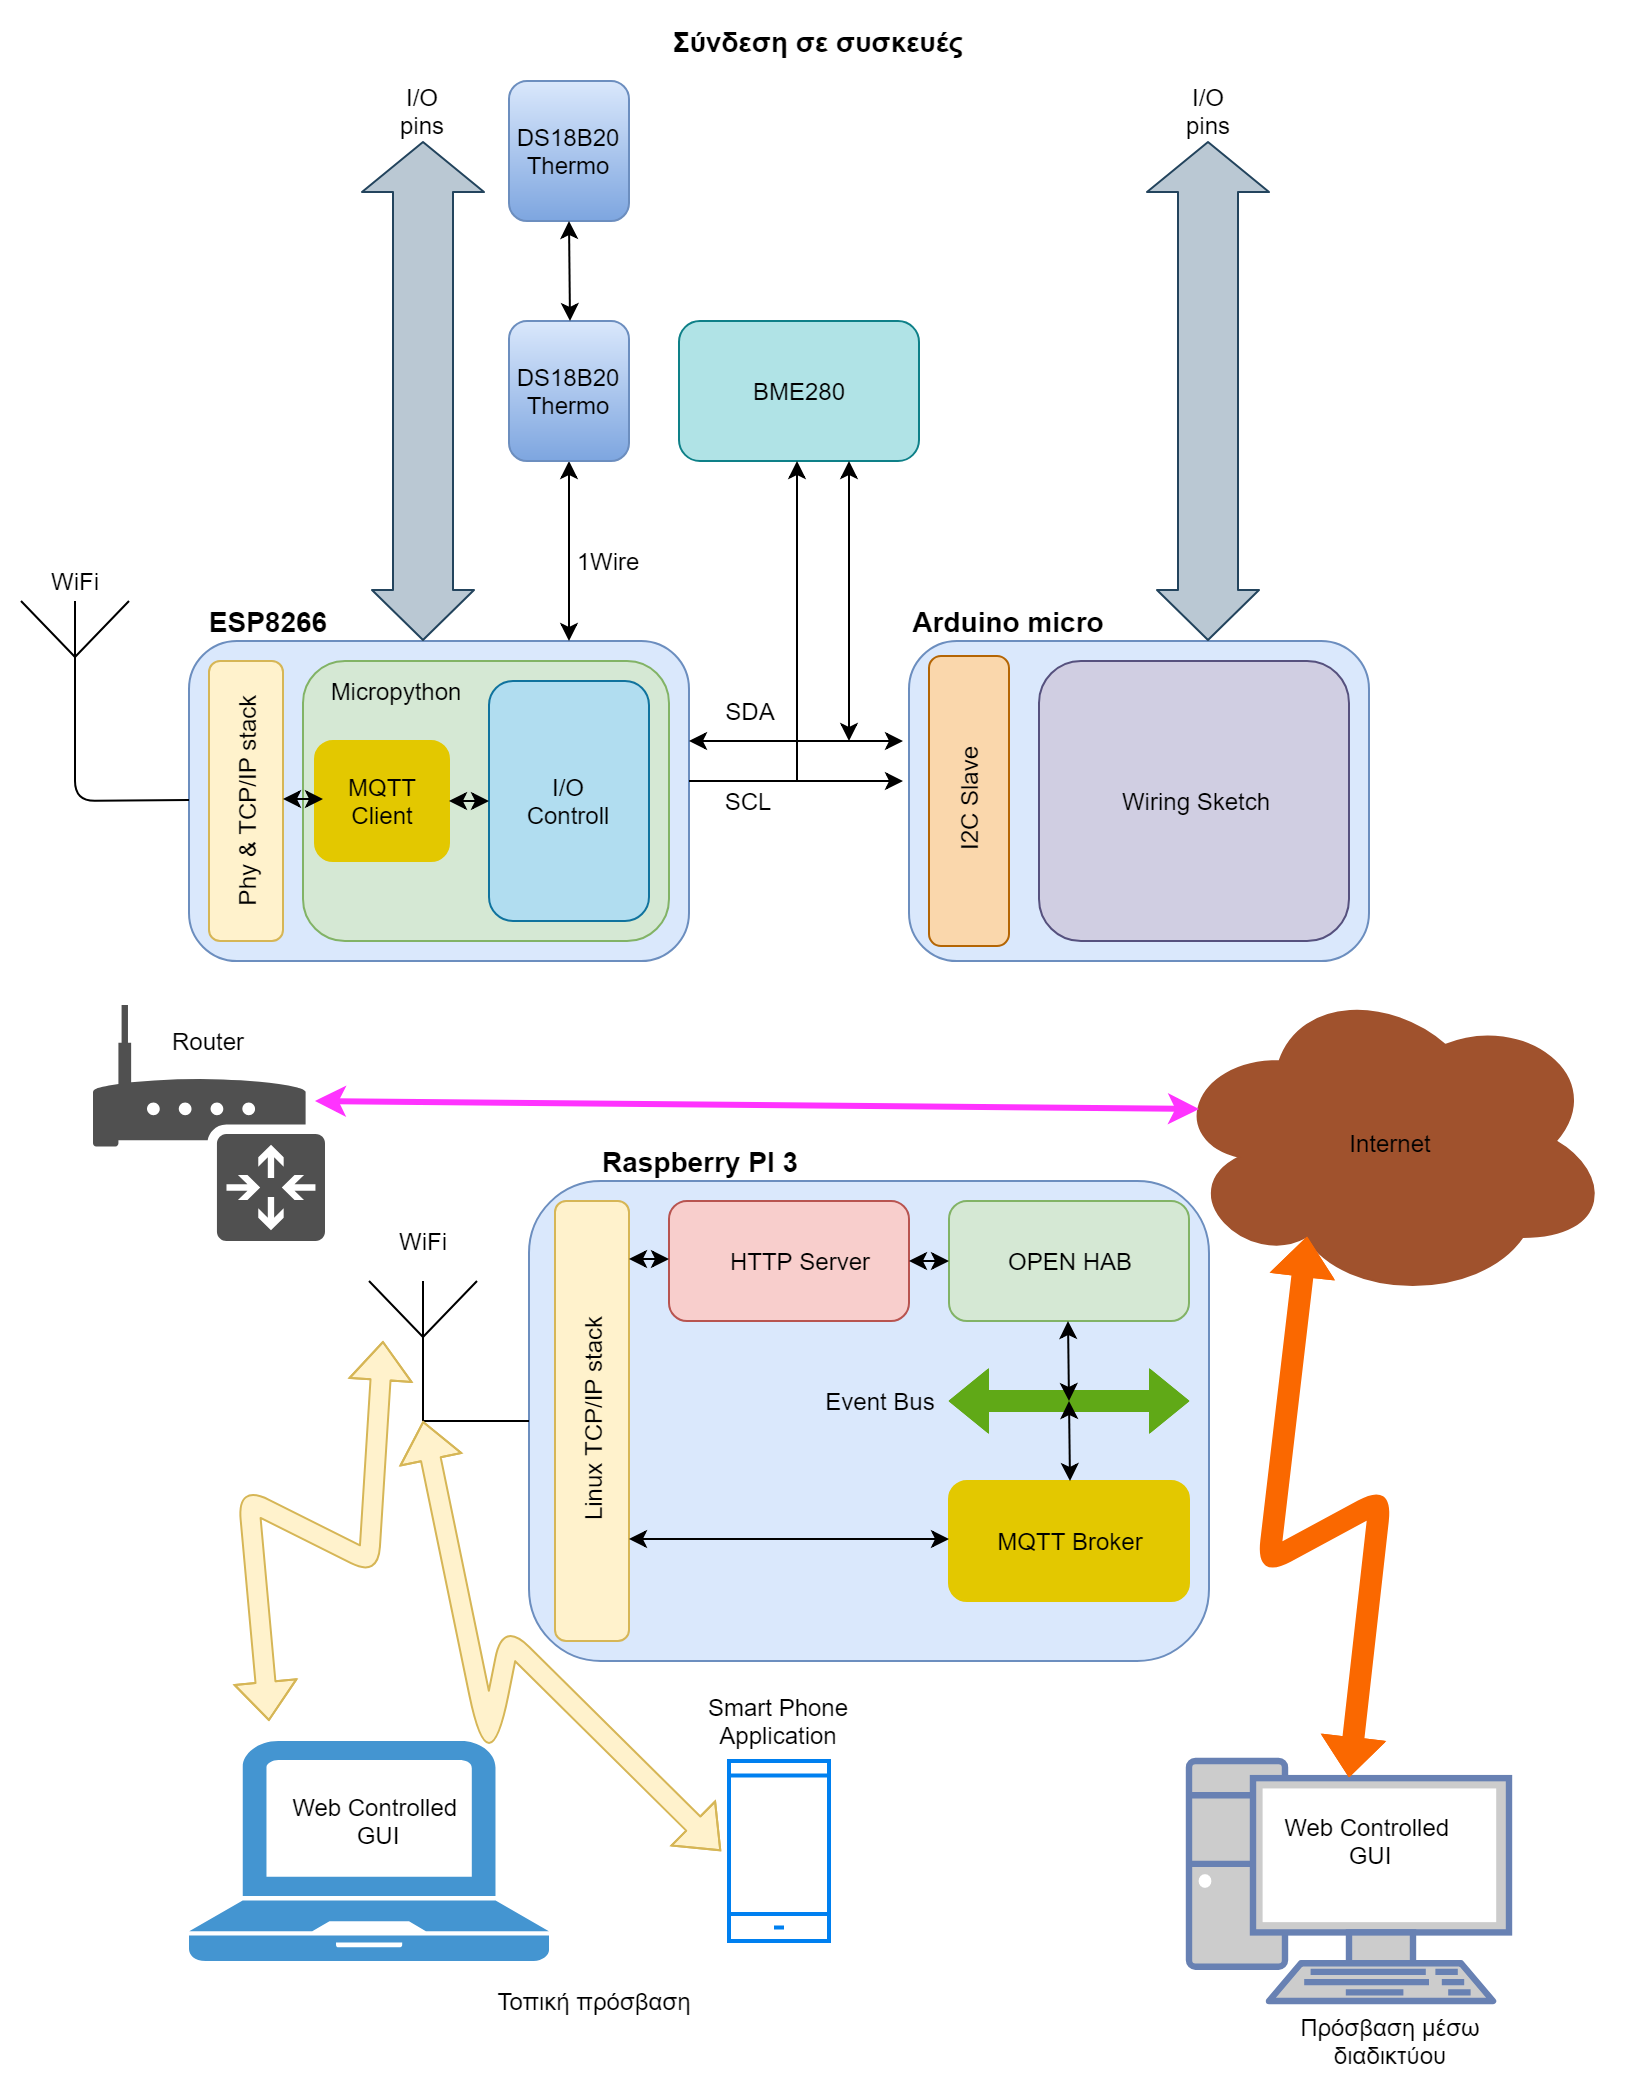 Σύνδεση σε συσκευές
I/O
pins
DS18B20
Thermo
I/O
pins
DS18B20
Thermo
BME280
1Wire
WiFi
ESP8266
Arduino micro
Phy & TCP/IP stack
Micropython
MQTT
Client
I/O
Controll
SDA
SCL
I2C Slave
Wiring Sketch
Router
Internet
Raspberry PI 3
WiFi
Linux TCP/IP stack
HTTP Server
OPEN HAB
Event Bus
MQTT Broker
Smart Phone
Application
Web Controlled
GUI
Web Controlled
GUI
Τοπική πρόσβαση
Πρόσβαση μέσω
διαδικτύου